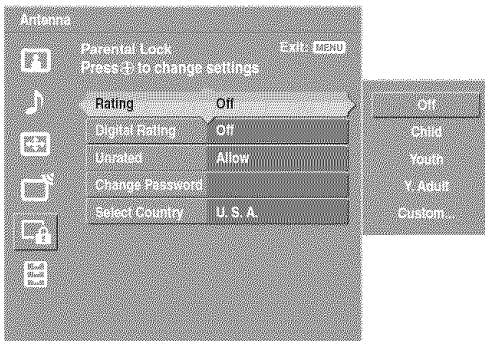 Antenna
Parental Lock Exit: MENU
Press to change settings
Rating Off
Digital Rating Off
Unrated Allow
Change Password
Select Country U. S. A.
Off
Child
Youth
Y. Adult
Custom...